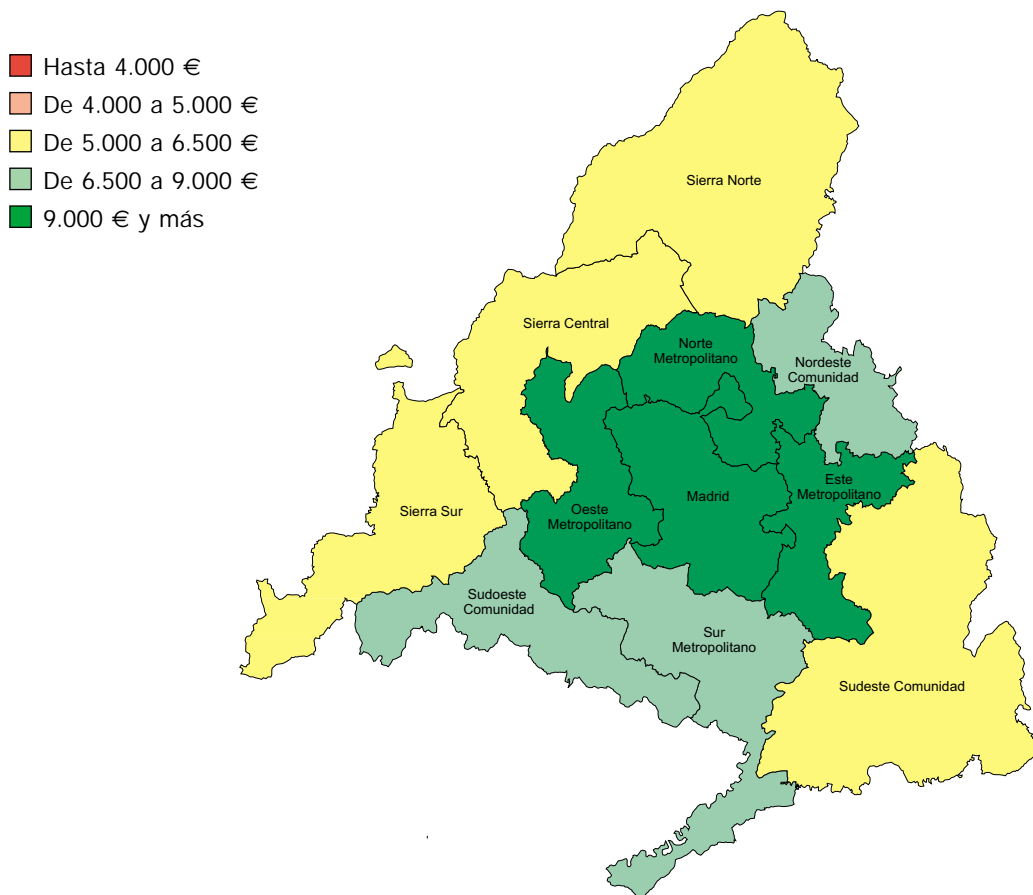 Hasta 4.000 €
De 4.000 a 5.000 €
De 5.000 a 6.500 €
De 6.500 a 9.000 €
9.000 € y más
Sierra Norte
Sierra Central
Norte
Metropolitano
Nordeste
Comunidad
Este
Metropolitano
Madrid
Oeste
Metropolitano
Sierra Sur
Sudoeste
Comunidad
Sur
Metropolitano
Sudeste Comunidad